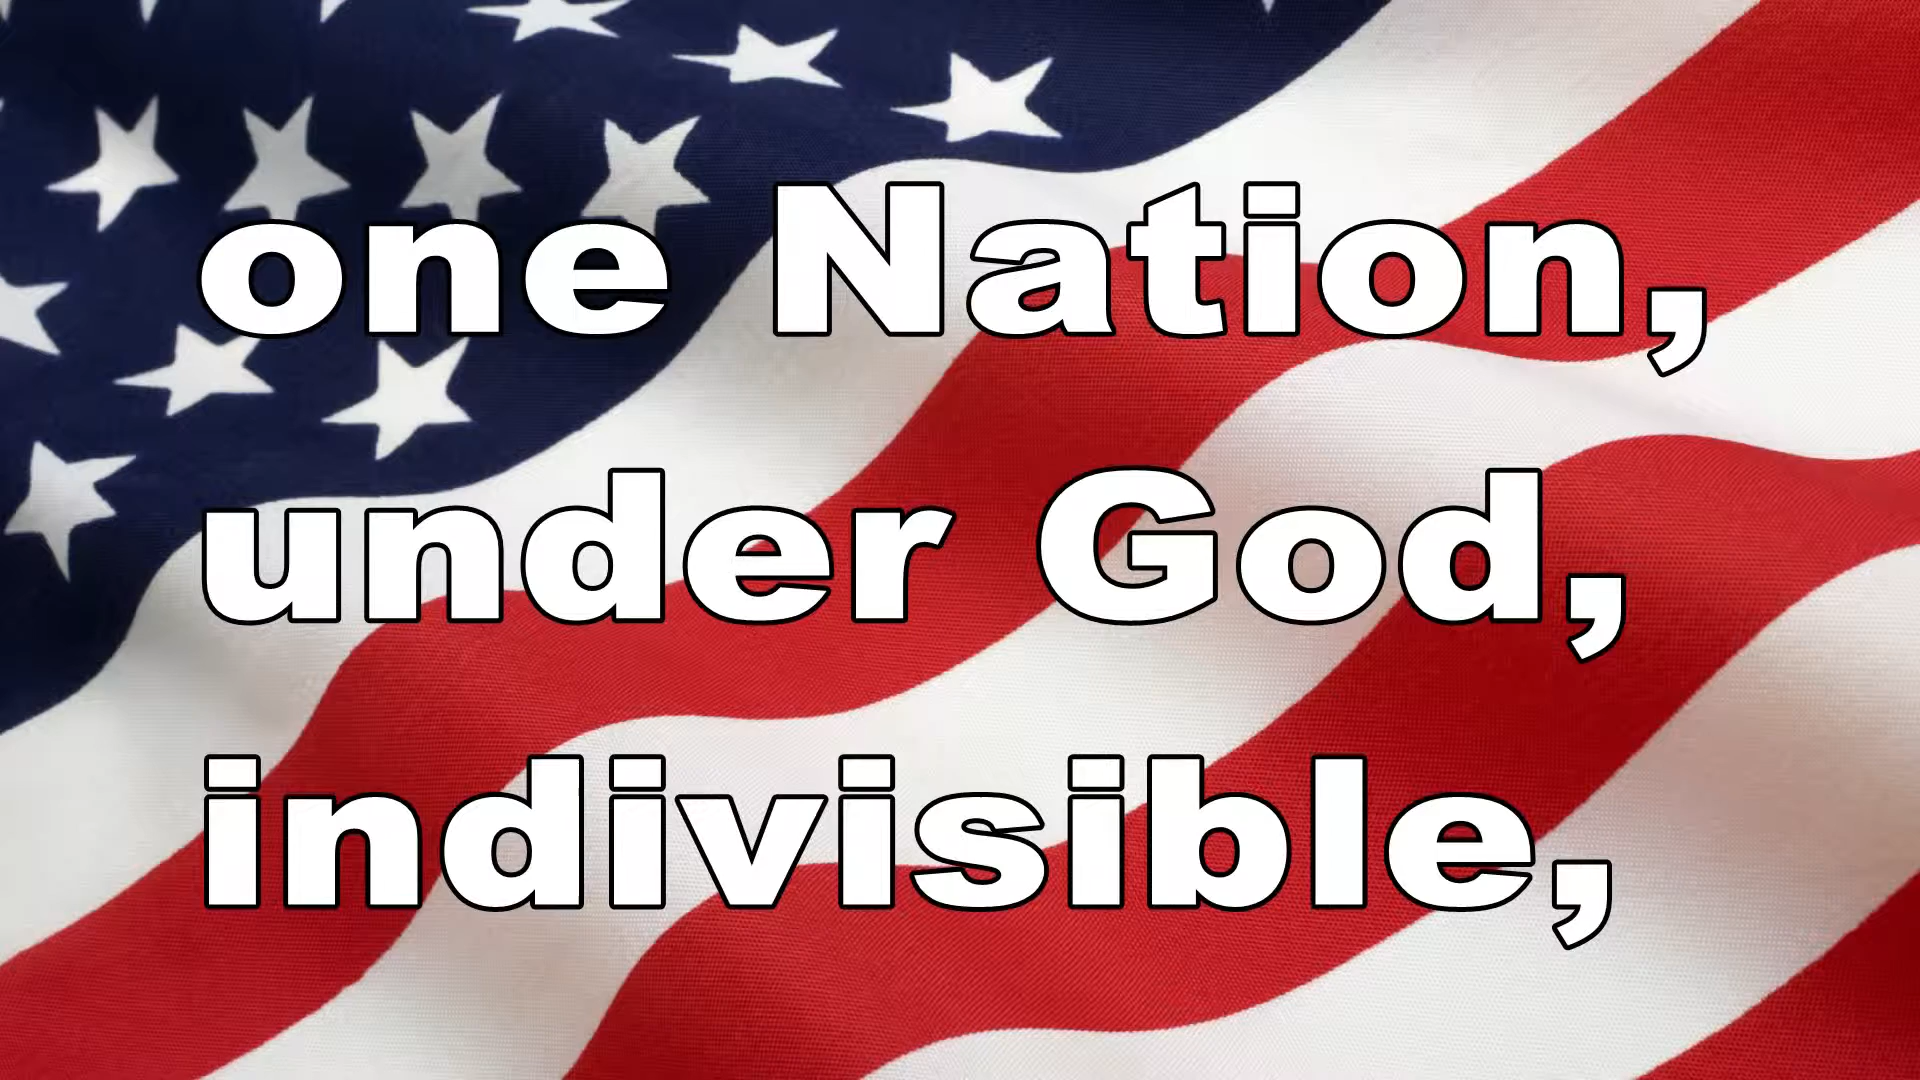 one Nation,
under God,
indivisible,